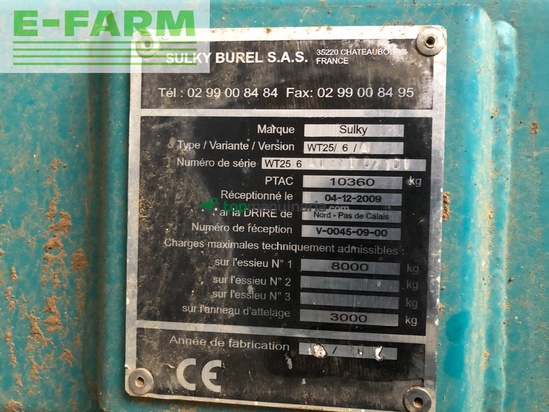 E-FARM
SULKY BUREL S.A.S.
35220 CHATEAUBOURG
FRANCE
Tél : 02 99 00 84 84 Fax: 02 99 00 84 95
Marque Sulky
Type / Variante / Version WT25/ 6 / A
Numéro de série WT25 6
PTAC 10360 kg
Réceptionné le 04-12-2009
Par la DRIRE de Nord - Pas de Calais
Numéro de réception V-0045-09-00
Charges maximales techniquement admissibles :
sur l'essieu N° 1 8000 kg
sur l'essieu N° 2 kg
sur l'essieu N° 3 kg
sur l'anneau d'attelage 3000 kg
Année de fabrication
CE